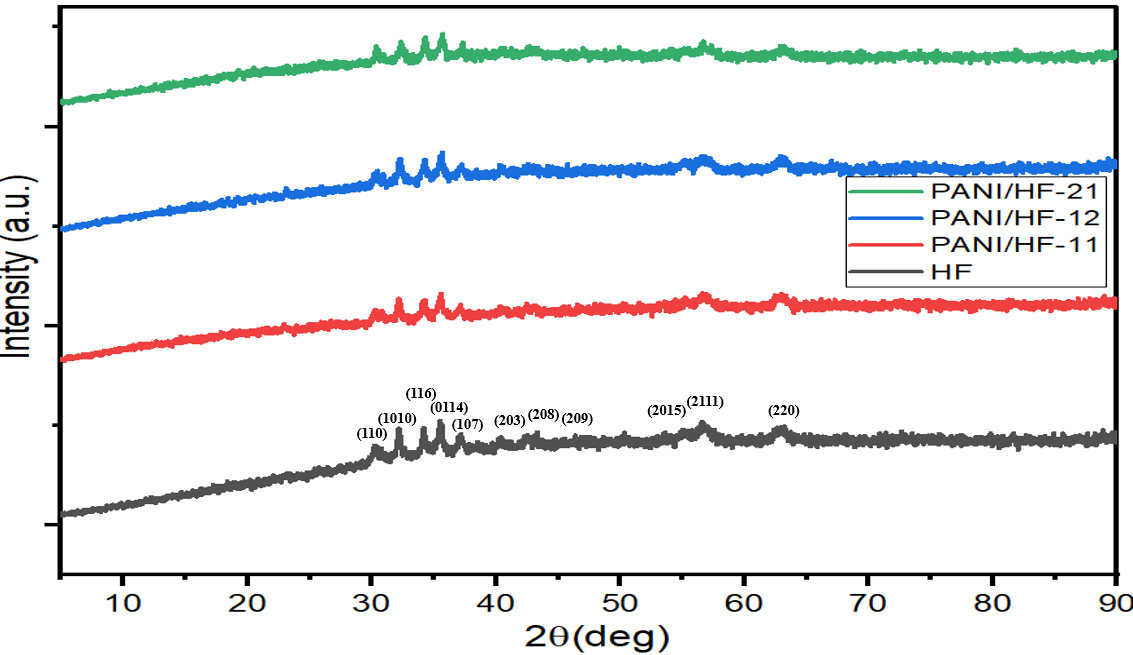 Intensity (a.u.)
PANI/HF-21
PANI/HF-12
PANI/HF-11
HF
(116)
(1010)
(0114)
(110)
(107)
(203)
(208)
(209)
(2015)
(2111)
(220)
10 20 30 40 50 60 70 80 90
2θ(deg)